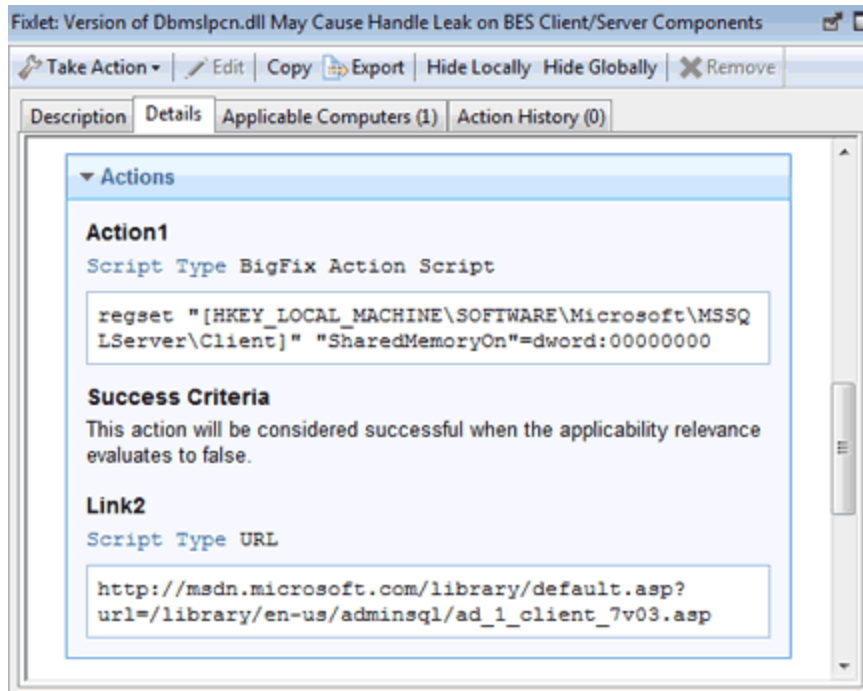 Fixlet: Version of Dbmslpcn.dll May Cause Handle Leak on BES Client/Server Components
Take Action Edit Copy Export Hide Locally Hide Globally Remove
Description Details Applicable Computers (1) Action History (0)
Actions
Action1
Script Type BigFix Action Script
regset "[HKEY_LOCAL_MACHINE\SOFTWARE\Microsoft\MSSQ
LServer\Client]" "SharedMemoryOn"=dword:00000000
Success Criteria
This action will be considered successful when the applicability relevance
evaluates to false.
Link2
Script Type URL
http://msdn.microsoft.com/library/default.asp?
url=/library/en-us/adminsql/ad_1_client_7v03.asp